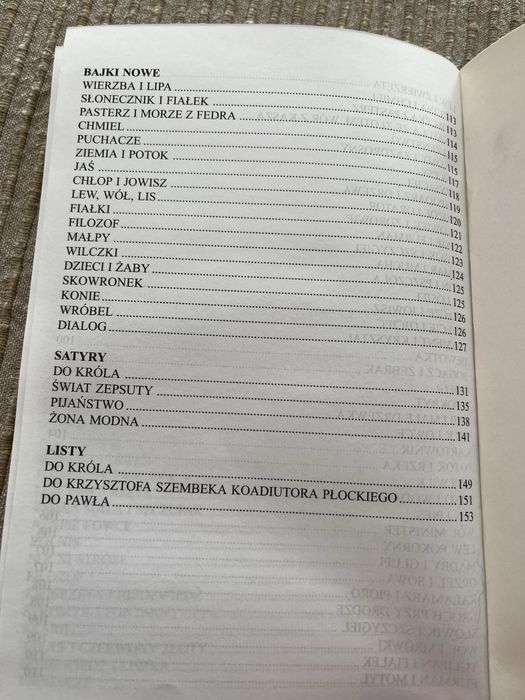 BAJKI NOWE
WIERZBA I LIPA 113
SŁONECZNIK I FIAŁEK 113
PASTERZ I MORZE Z FEDRA 114
CHMIEL 115
PUCHACZE 115
ZIEMIA I POTOK 117
JAŚ 118
CHŁOP I JOWISZ 119
LEW, WÓŁ, LIS 120
FIAŁKI 121
FILOZOF 122
MAŁPY 123
WILCZKI 124
DZIECI I ŻABY 125
SKOWRONEK 125
KONIE 126
WRÓBEL 126
DIALOG 127
SATYRY
DO KRÓLA 131
ŚWIAT ZEPSUTY 135
PIJAŃSTWO 138
ŻONA MODNA 141
LISTY
DO KRÓLA 149
DO KRZYSZTOFA SZEMBEKA KOADIUTORA PŁOCKIEGO 151
DO PAWŁA 153